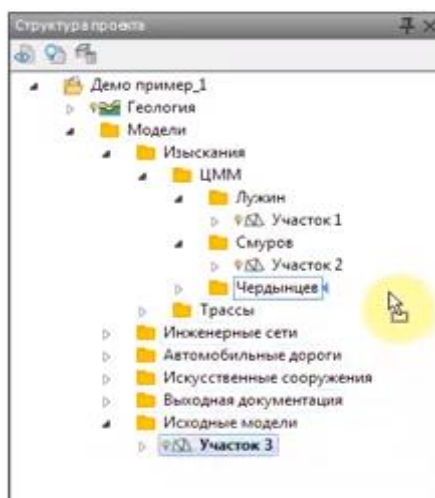 Структура проекта
Демо пример_1
Геология
Модели
Изыскания
ЦММ
Лужин
Участок 1
Смуров
Участок 2
Чердынцев
Трассы
Инженерные сети
Автомобильные дороги
Искусственные сооружения
Выходная документация
Исходные модели
Участок 3